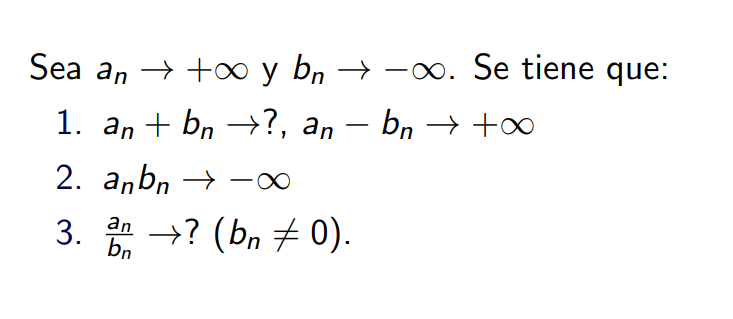 Sea aₙ → +∞ y bₙ → −∞. Se tiene que:
1. aₙ + bₙ →?, aₙ − bₙ → +∞
2. aₙbₙ → −∞
3. aₙ/bₙ →? (bₙ ≠ 0).